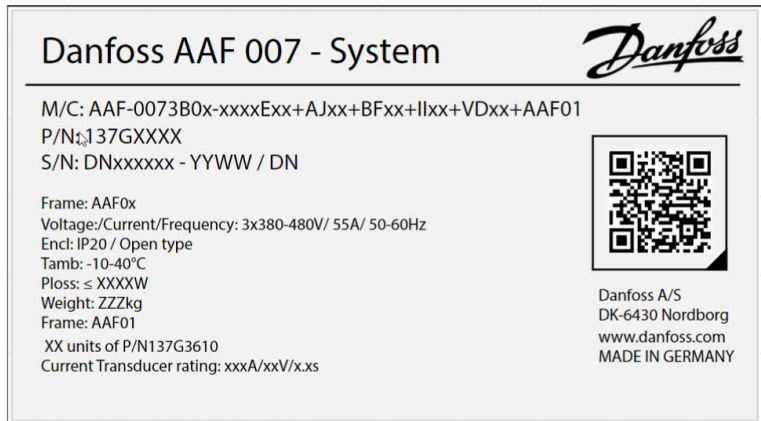 Danfoss AAF 007 - System
Danfoss
M/C: AAF-0073B0x-xxxxExx+AJxx+BFxx+IIxx+VDxx+AAF01
P/N: 137GXXXX
S/N: DNxxxxxx - YYWW / DN
Frame: AAF0x
Voltage:/Current/Frequency: 3x380-480V/ 55A/ 50-60Hz
Encl: IP20 / Open type
Tamb: -10-40°C
Ploss: ≤ XXXXW
Weight: ZZZkg
Frame: AAF01
XX units of P/N137G3610
Current Transducer rating: xxxA/xxV/x.xs
Danfoss A/S
DK-6430 Nordborg
www.danfoss.com
MADE IN GERMANY